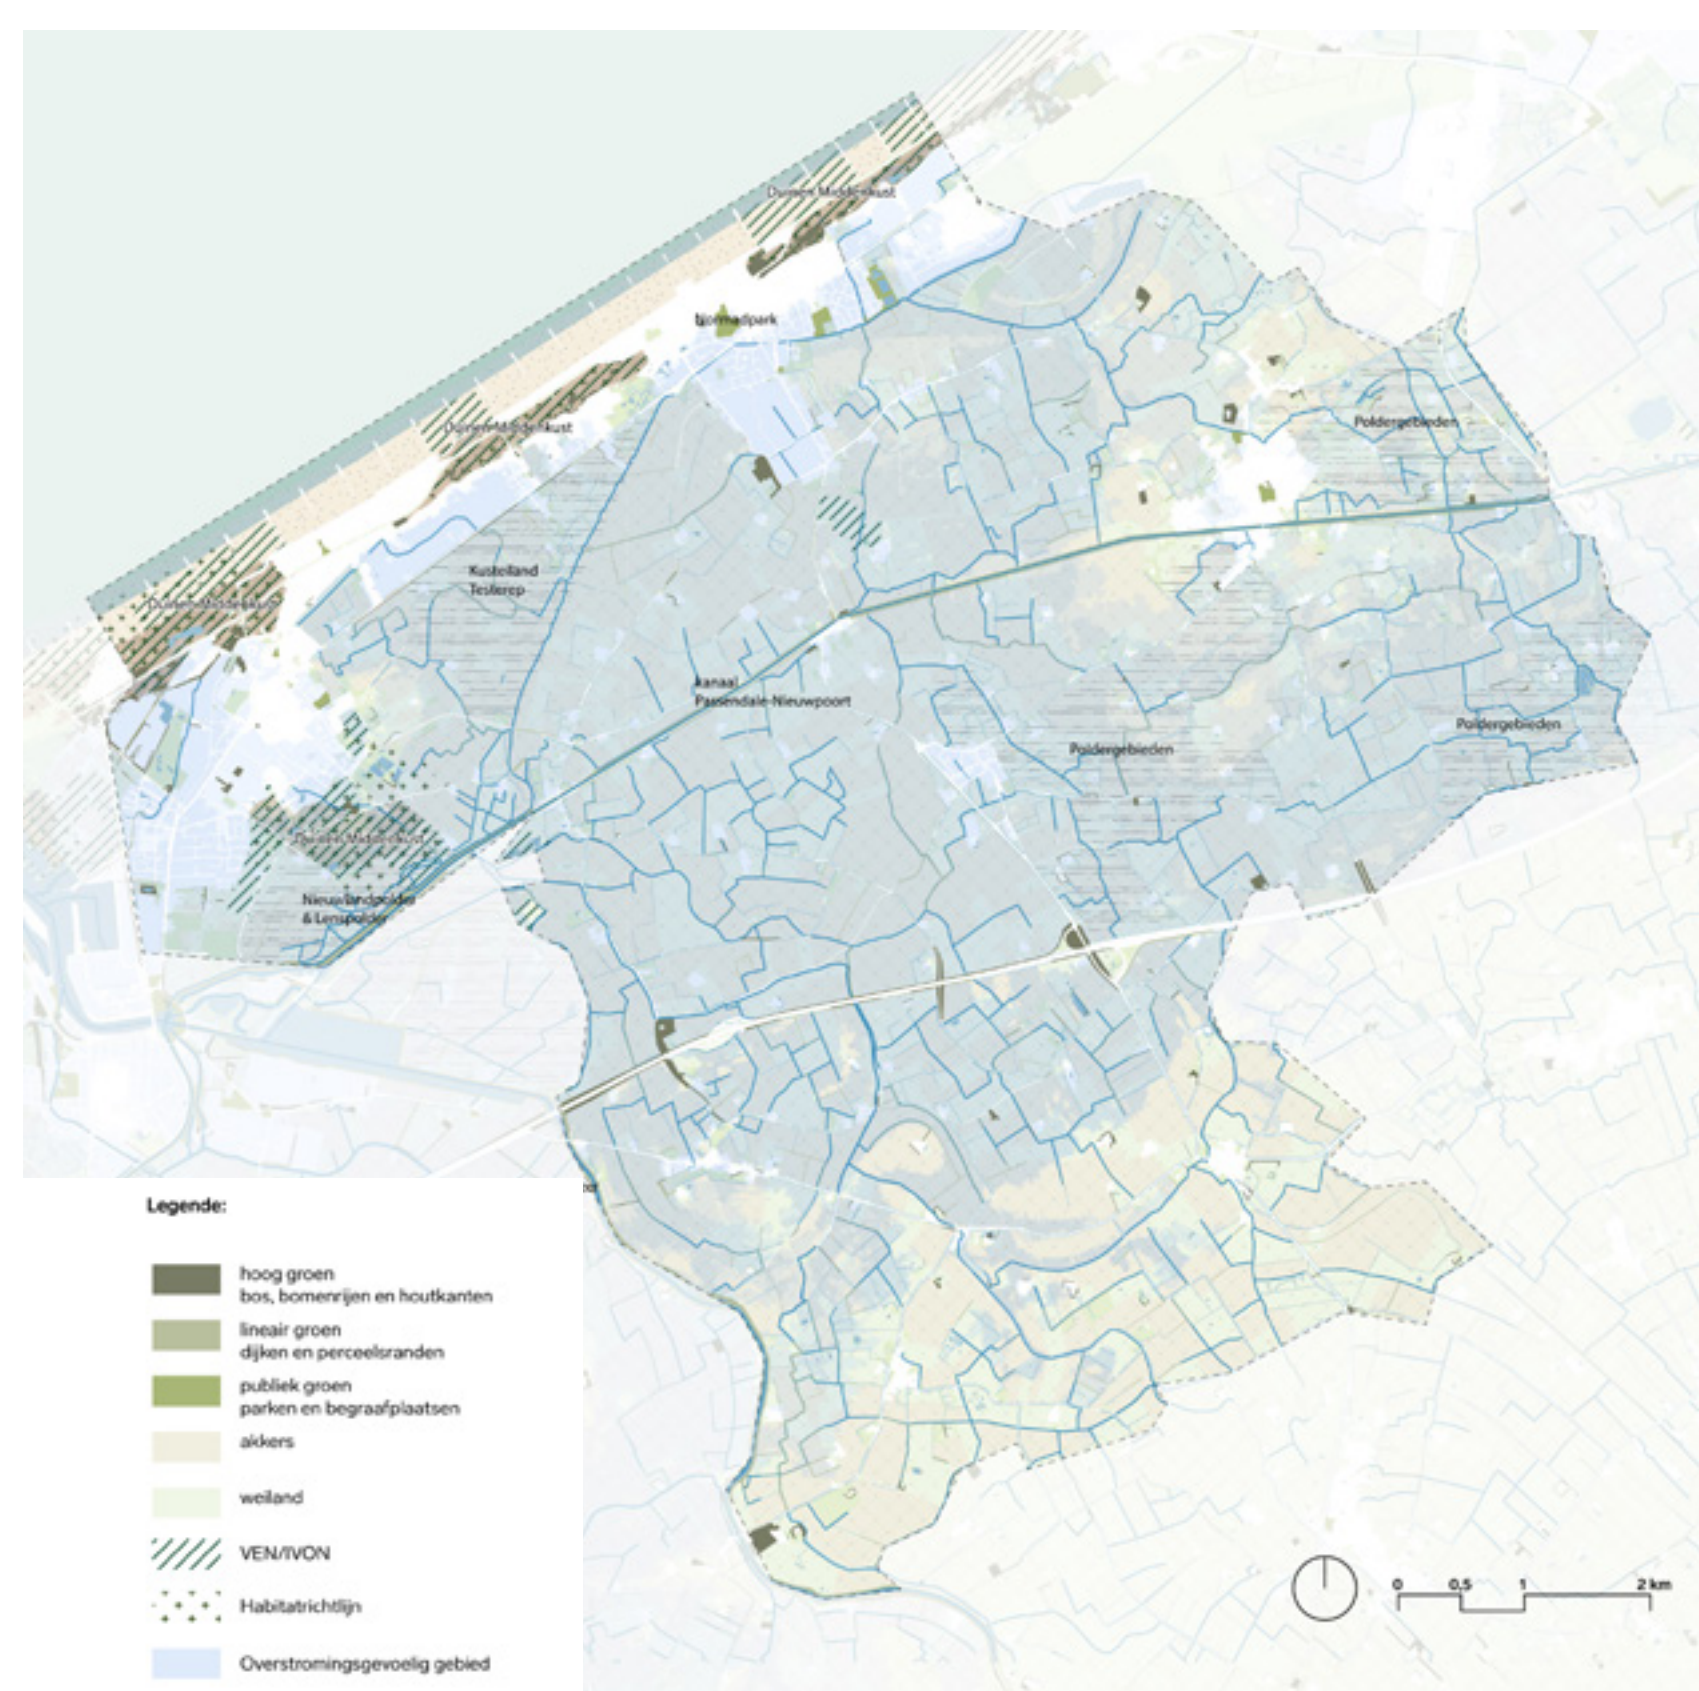 Duinen Middenkust
Normadpark
Duinen Middenkust
Poldergebieden
Kusteiland
Testerep
Duinen Middenkust
kanaal
Passendale-Nieuwpoort
Poldergebieden
Poldergebieden
Duinen Middenkust
Nieuwlandpolder
& Lenspolder
Legende:
hoog groen
bos, bomenrijen en houtkanten
lineair groen
dijken en perceelsranden
publiek groen
parken en begraafplaatsen
akkers
weiland
VEN/IVON
Habitatrichtlijn
Overstromingsgevoelig gebied
0 0,5 1 2 km